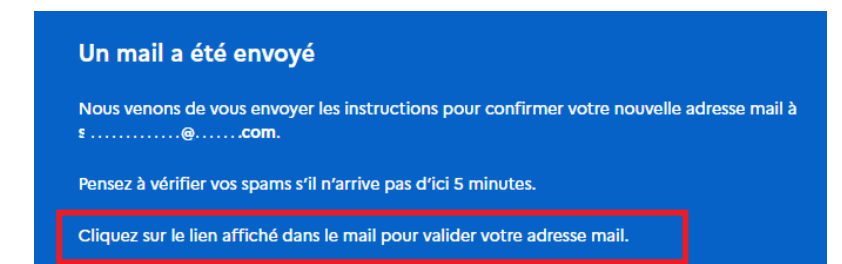 Un mail a été envoyé
Nous venons de vous envoyer les instructions pour confirmer votre nouvelle adresse mail à
s .............@.......com.
Pensez à vérifier vos spams s'il n'arrive pas d'ici 5 minutes.
Cliquez sur le lien affiché dans le mail pour valider votre adresse mail.